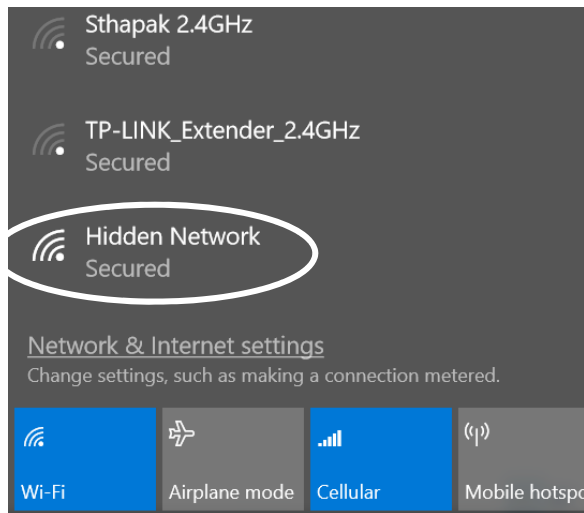 Sthapak 2.4GHz
Secured
TP-LINK_Extender_2.4GHz
Secured
Hidden Network
Secured
Network & Internet settings
Change settings, such as making a connection metered.
Wi-Fi
Airplane mode
Cellular
Mobile hotspo